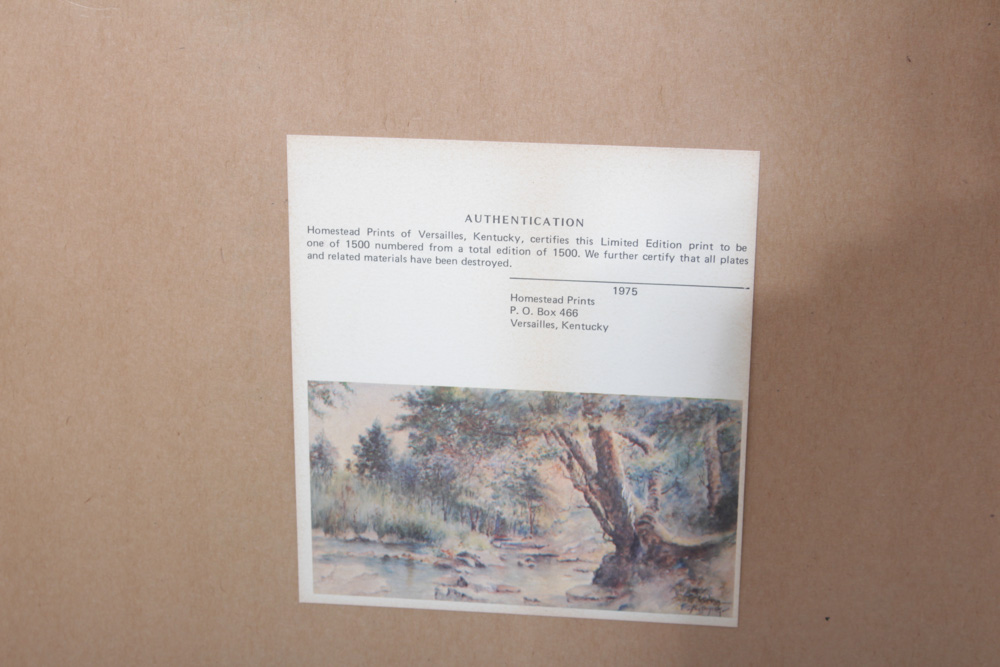 AUTHENTICATION
Homestead Prints of Versailles, Kentucky, certifies this Limited Edition print to be
one of 1500 numbered from a total edition of 1500. We further certify that all plates
and related materials have been destroyed.
1975
Homestead Prints
P. O. Box 466
Versailles, Kentucky